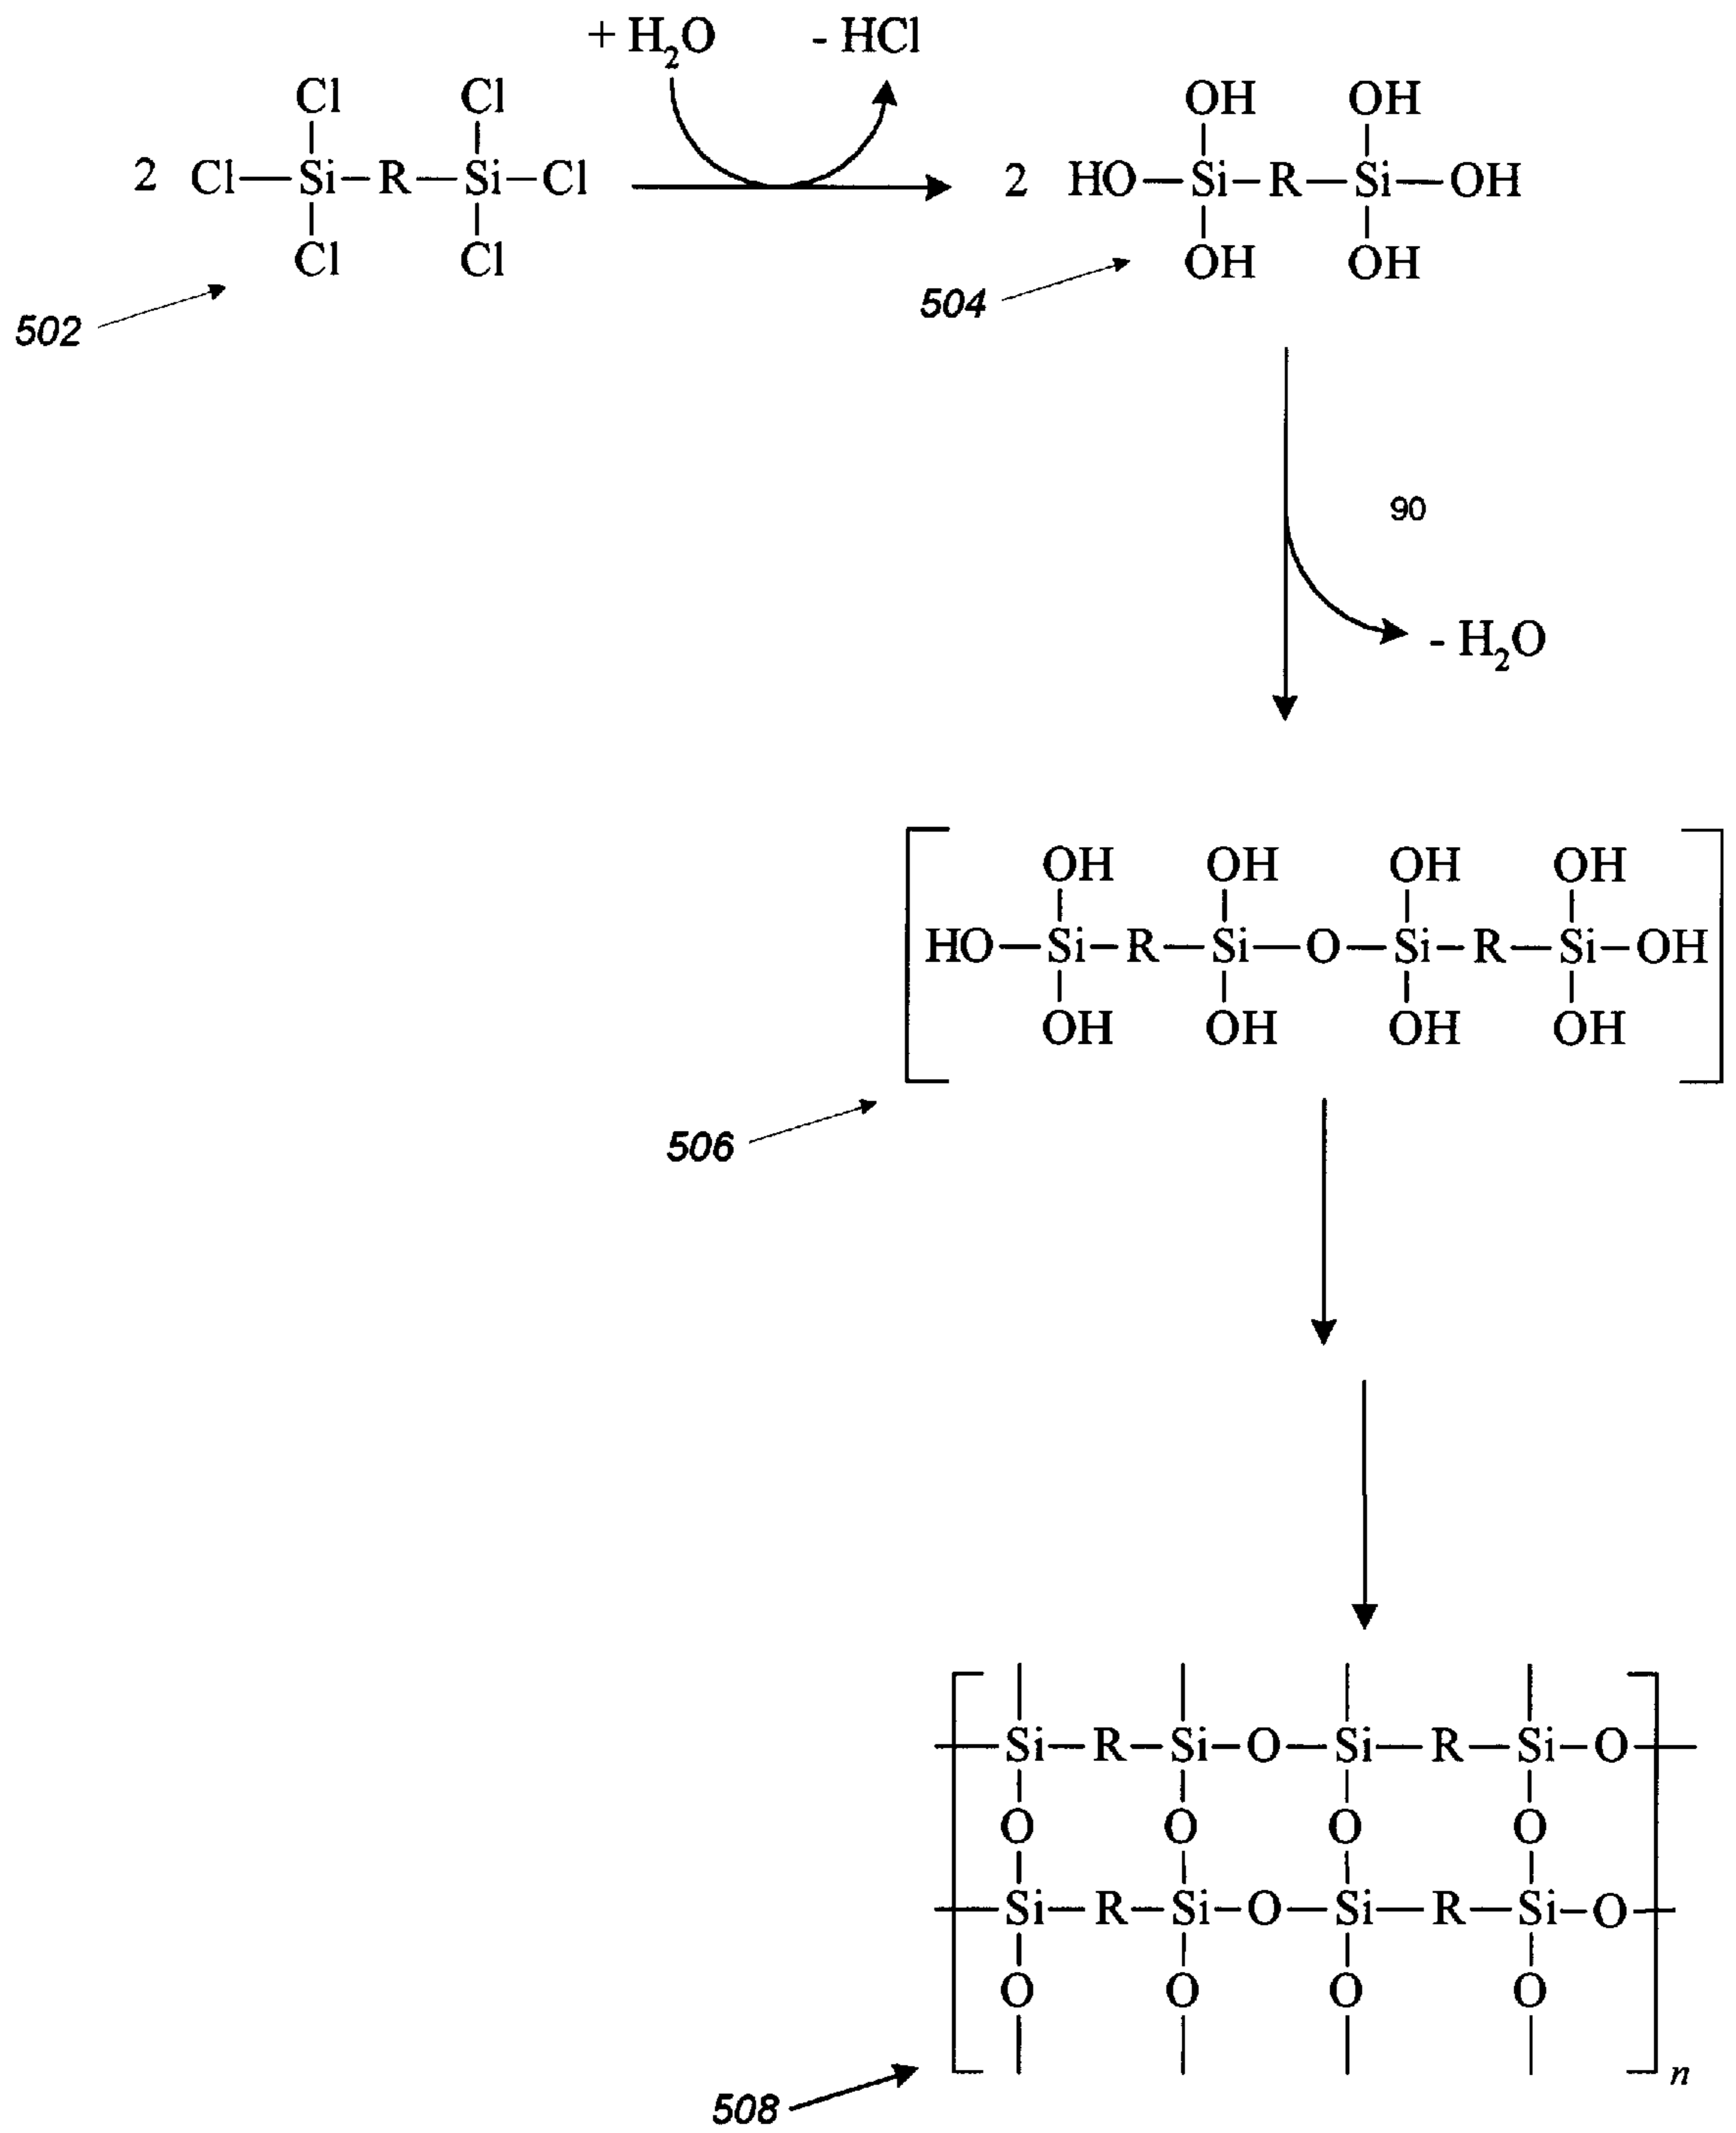 + H₂O - HCl
Cl Cl OH OH
2 Cl—Si—R—Si—Cl 2 HO—Si—R—Si—OH
Cl Cl OH OH
502 504
90
- H₂O
OH OH OH OH
HO—Si—R—Si—O—Si—R—Si—OH
OH OH OH OH
506
—Si—R—Si—O—Si—R—Si—O—
O O O O
—Si—R—Si—O—Si—R—Si—O—
O O O O
n
508